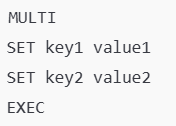 MULTI
SET key1 value1
SET key2 value2
EXEC